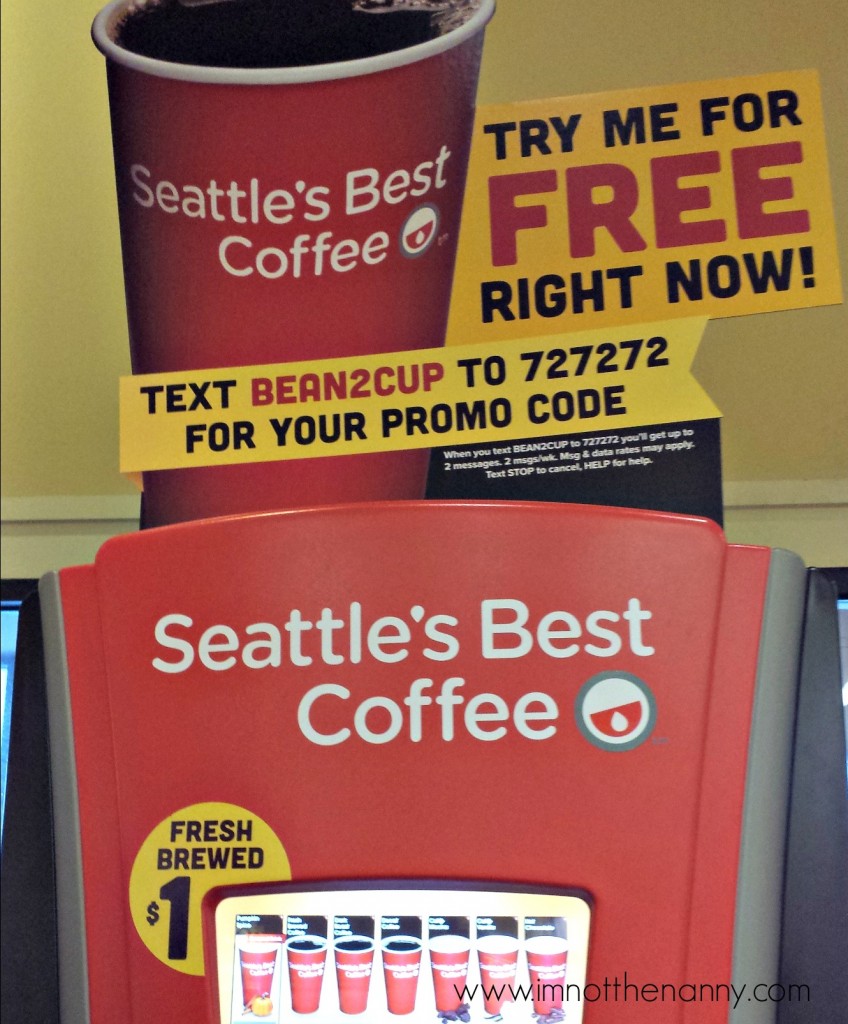 Seattle's Best
Coffee
TRY ME FOR
FREE
RIGHT NOW!
TEXT BEAN2CUP TO 727272
FOR YOUR PROMO CODE
When you text BEAN2CUP to 727272 you'll get up to
2 messages. 2 msgs/wk. Msg & data rates may apply.
Text STOP to cancel, HELP for help.
Seattle's Best
Coffee
FRESH
BREWED
$1
Pumpkin
Spice
www.imnotthenanny.com